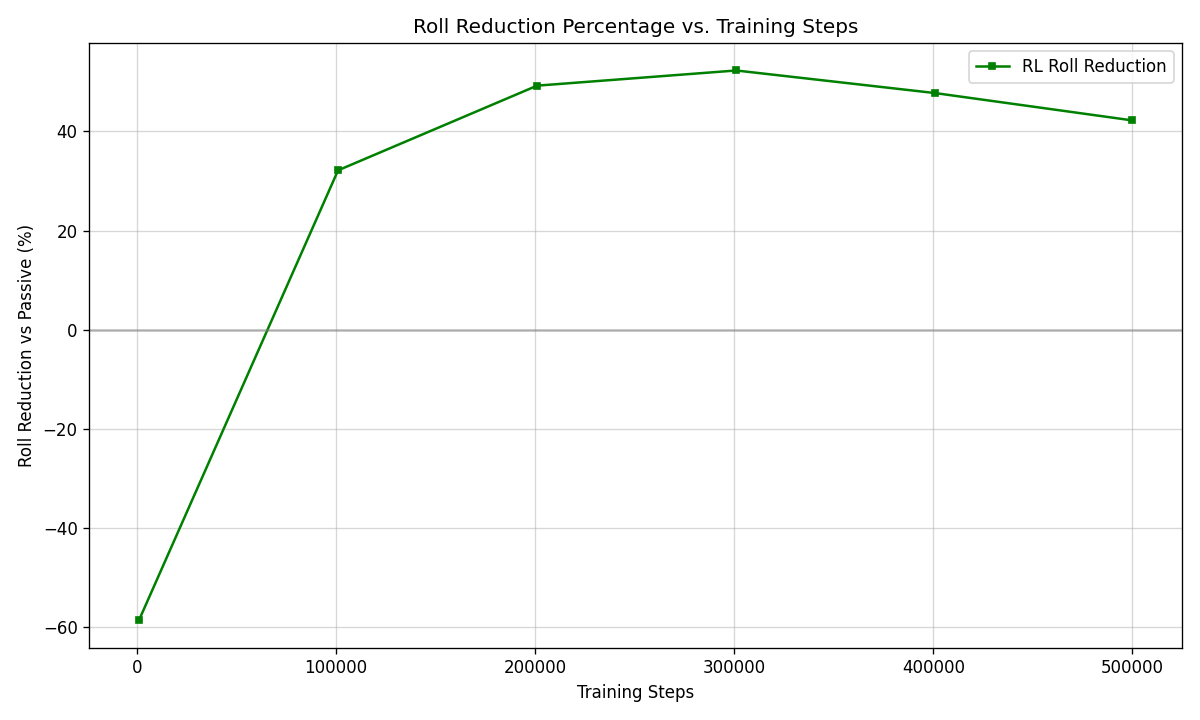 Roll Reduction Percentage vs. Training Steps
RL Roll Reduction
Roll Reduction vs Passive (%)
40
20
0
−20
−40
−60
0 100000 200000 300000 400000 500000
Training Steps